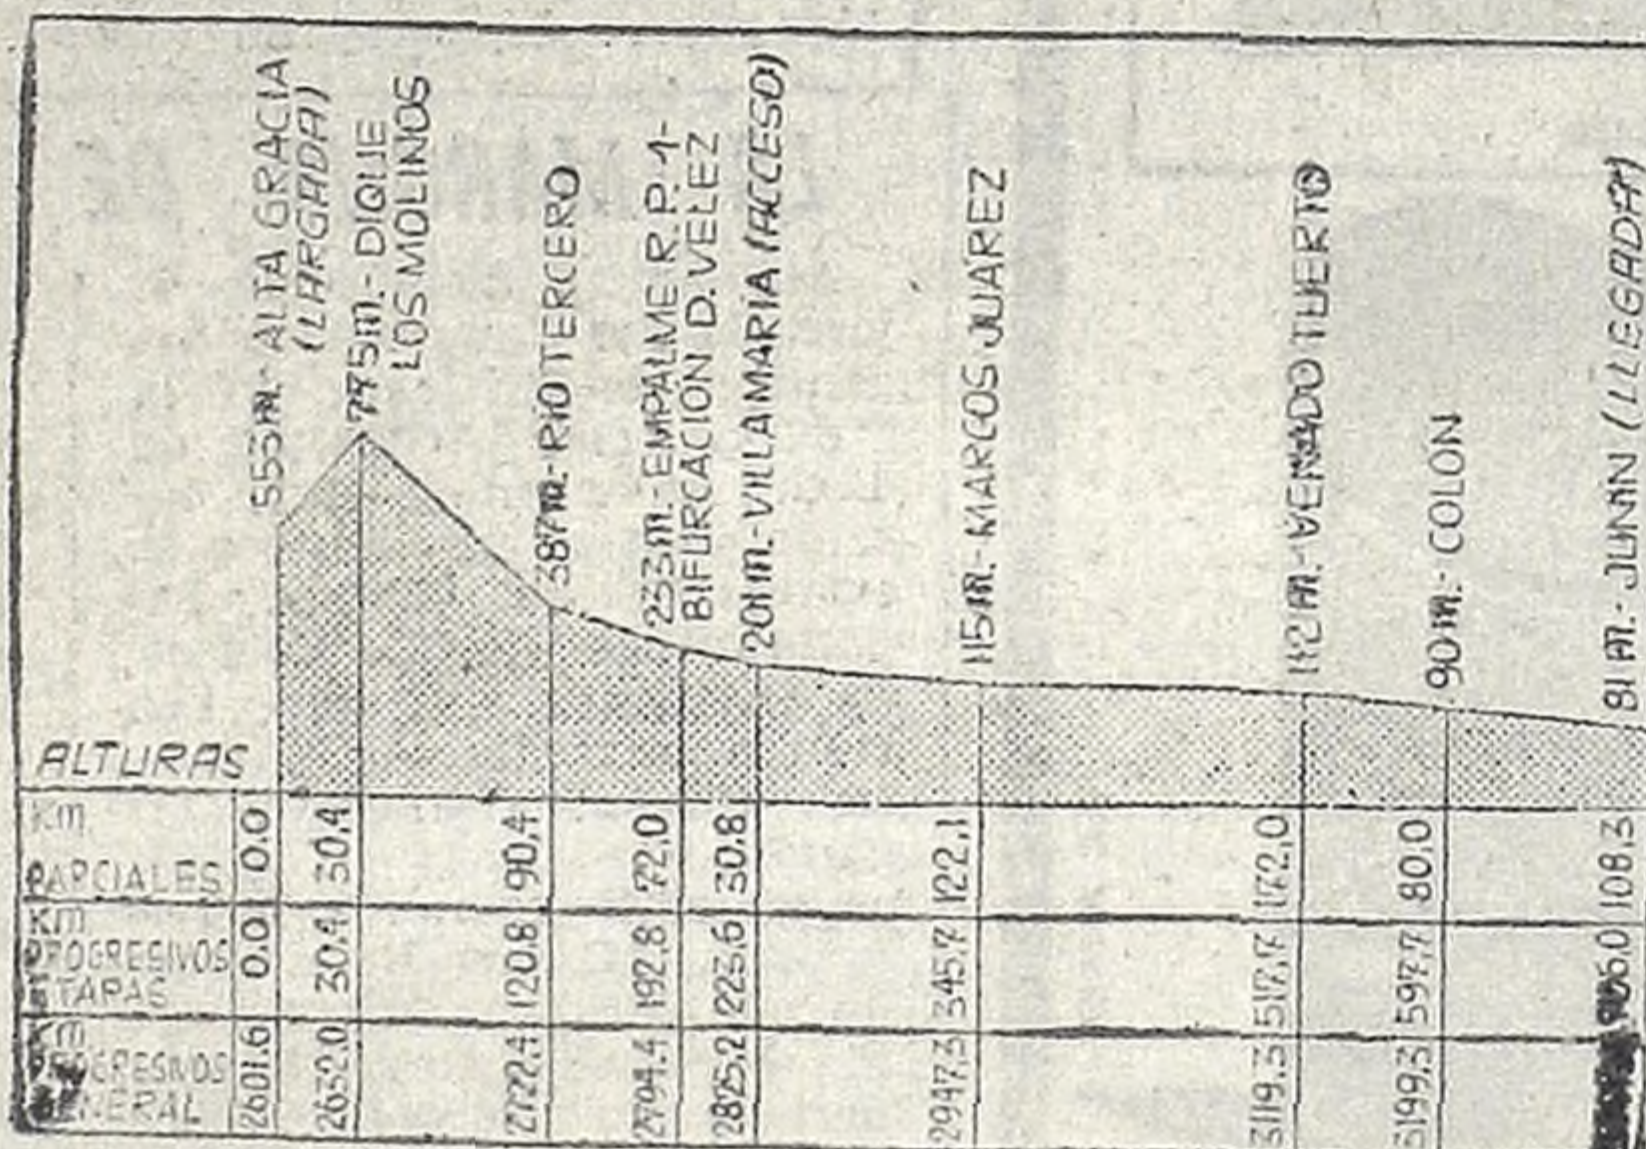 553m.- ALTA GRACIA
(LARGADA)
775m.- DIQUE
LOS MOLINOS
387m.- RIO TERCERO
233m.- EMPALME R.P. 1-
BIFURCACION D. VELEZ
201m.- VILLA MARIA (ACCESO)
115m.- MARCOS JUAREZ
112m.- VENADO TUERTO
90m.- COLON
81m.- JUNIN (LLEGADA)
ALTURAS
Km PARCIALES 0.0 30.4 90.4 72.0 30.8 122.1 172.0 80.0 108.3
Km PROGRESIVOS ETAPAS 0.0 30.4 120.8 192.8 223.6 345.7 517.7 597.7
Km PROGRESIVOS GENERAL 2601.6 2632.0 2722.4 2794.4 2825.2 2947.3 3119.3 3199.3